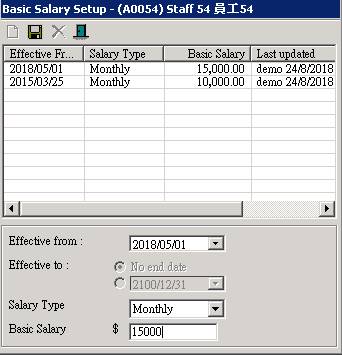 Basic Salary Setup - (A0054) Staff 54 員工54
Effective Fr... Salary Type Basic Salary Last updated
2018/05/01 Monthly 15,000.00 demo 24/8/2018
2015/03/25 Monthly 10,000.00 demo 24/8/2018
Effective from : 2018/05/01
Effective to : No end date
2100/12/31
Salary Type Monthly
Basic Salary $ 15000